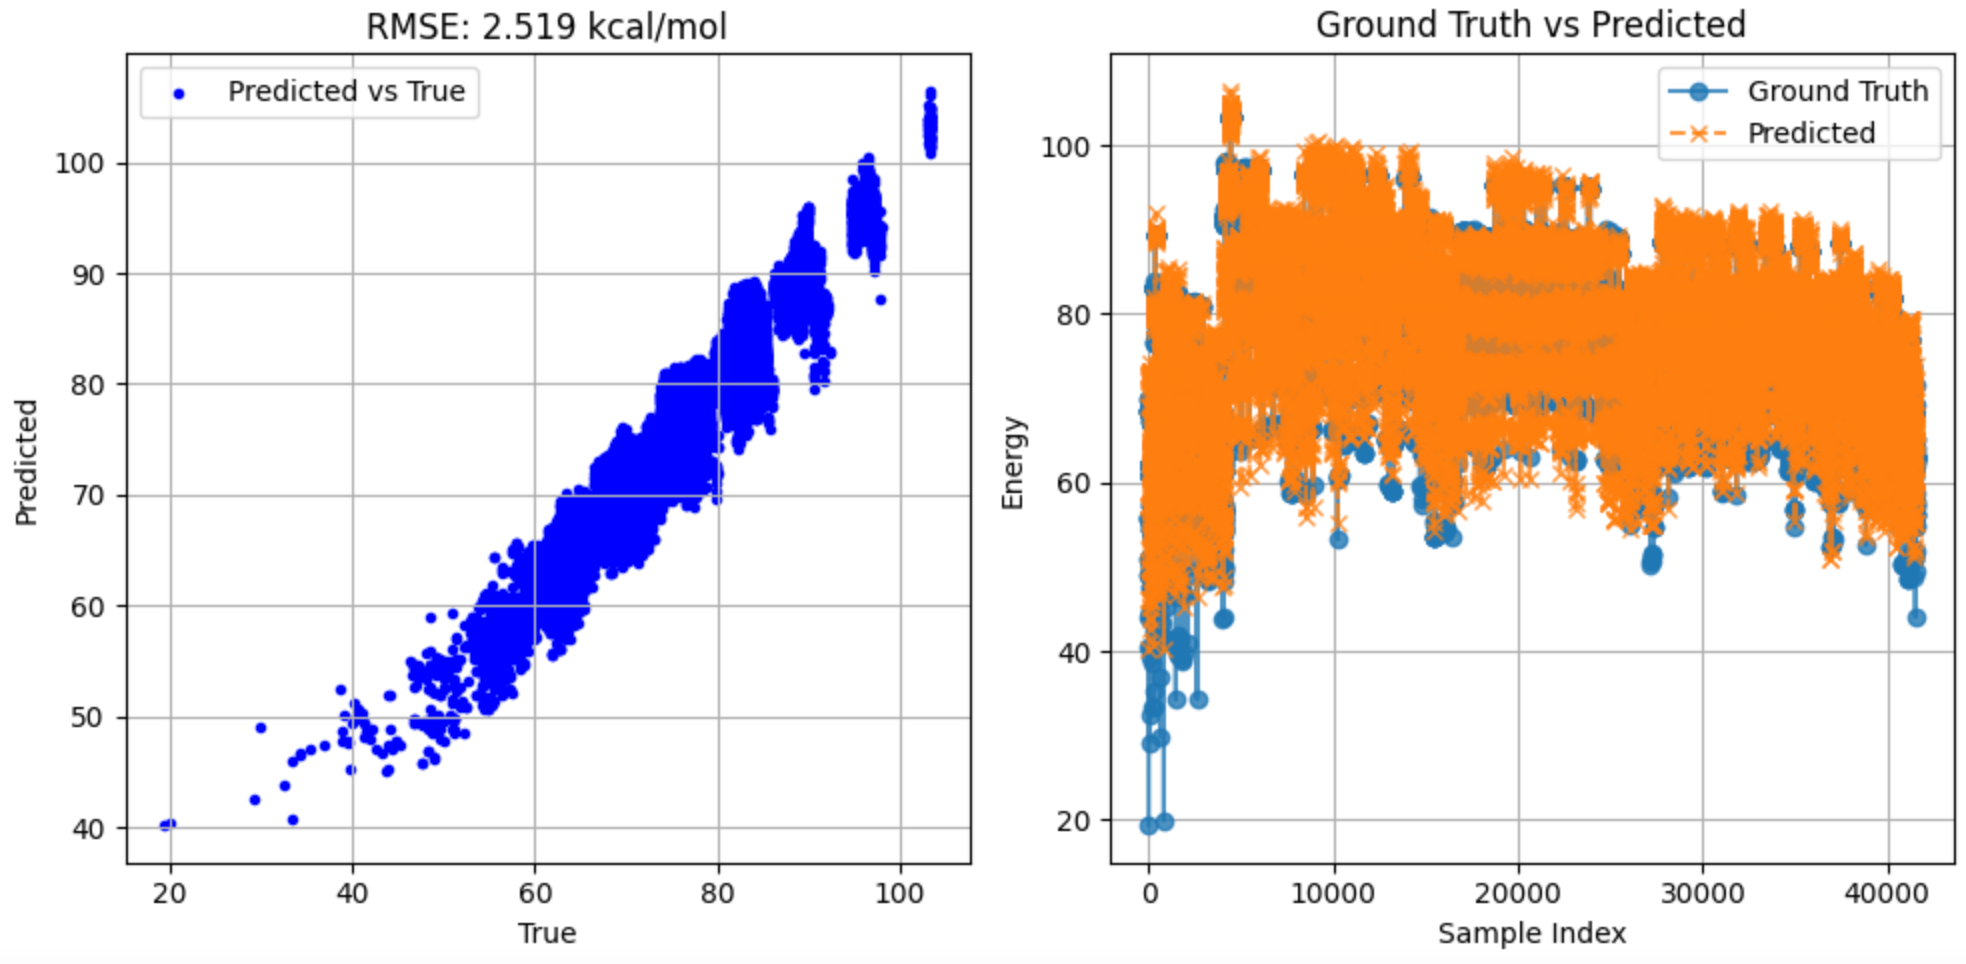 RMSE: 2.519 kcal/mol
Predicted vs True
Predicted
100
90
80
70
60
50
40
20 40 60 80 100
True
Ground Truth vs Predicted
Ground Truth
Predicted
Energy
100
80
60
40
20
0 10000 20000 30000 40000
Sample Index